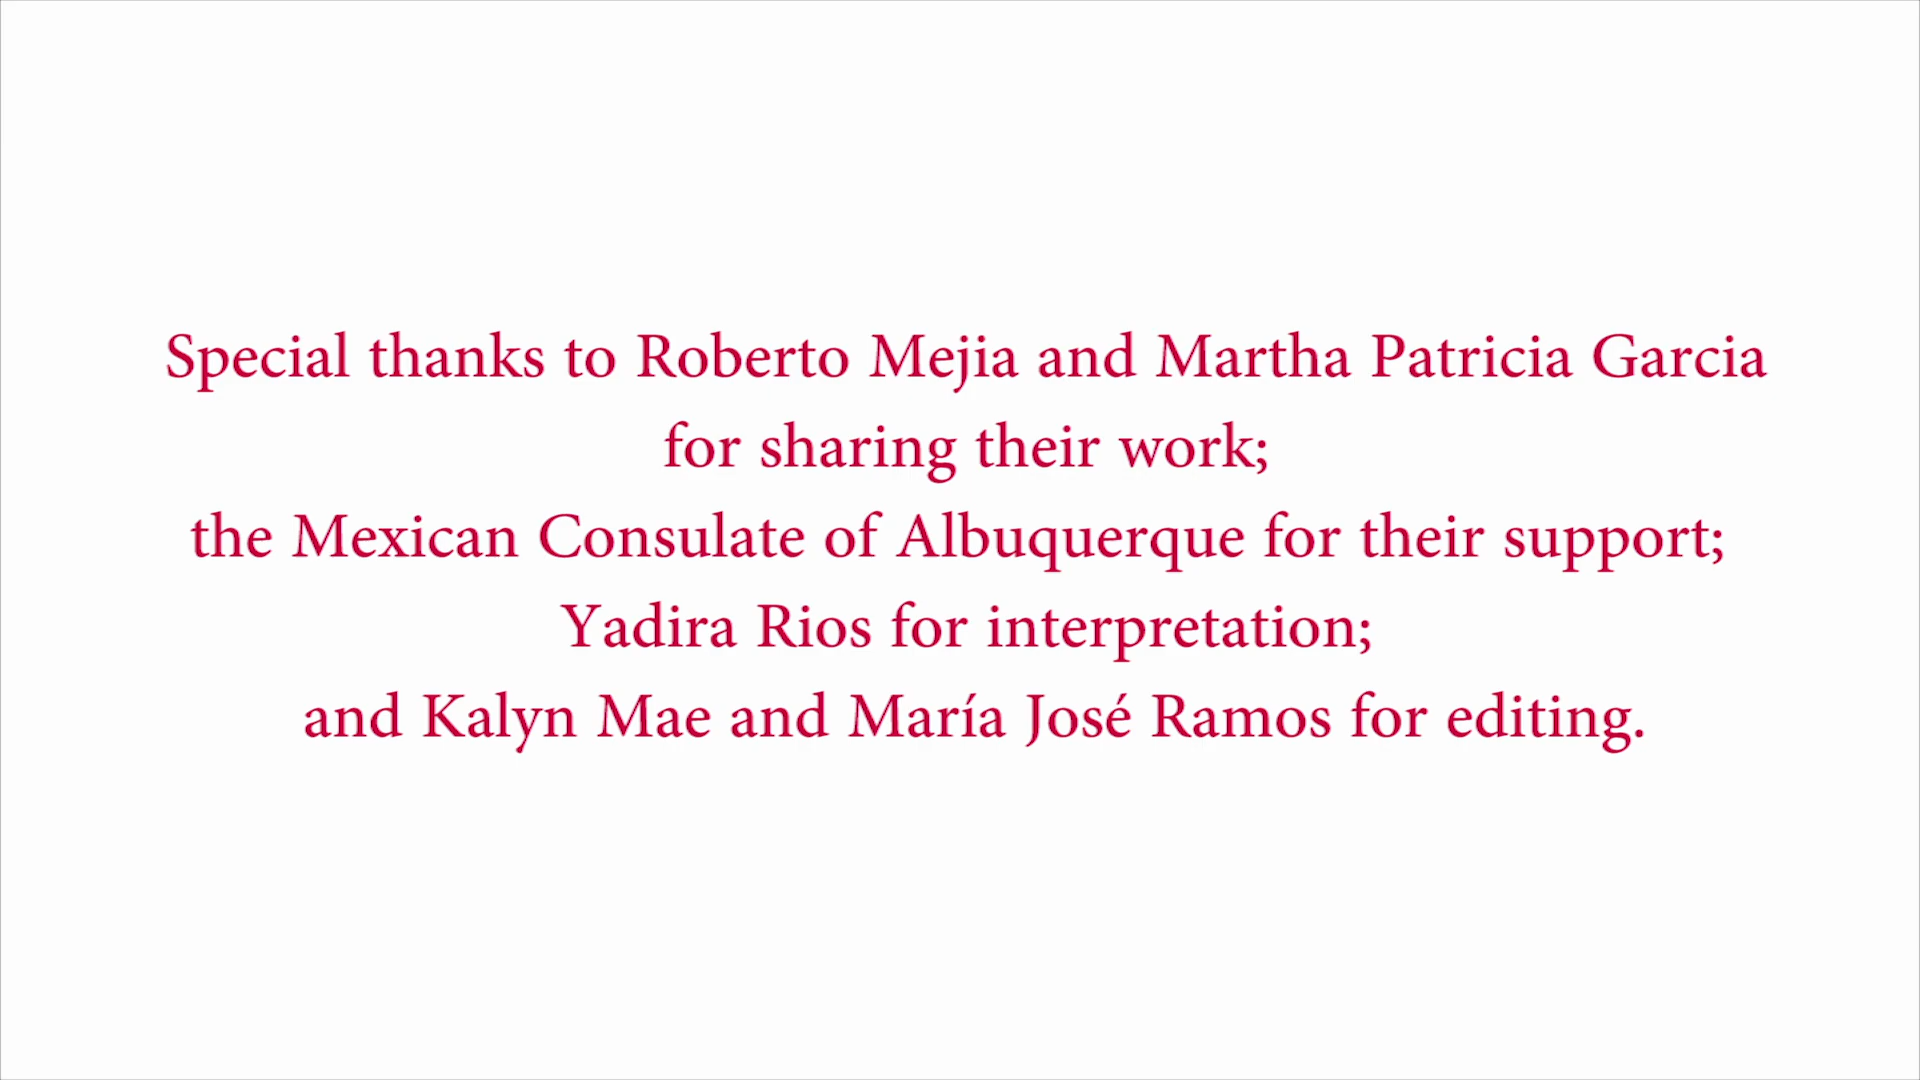 Special thanks to Roberto Mejia and Martha Patricia Garcia
for sharing their work;
the Mexican Consulate of Albuquerque for their support;
Yadira Rios for interpretation;
and Kalyn Mae and María José Ramos for editing.